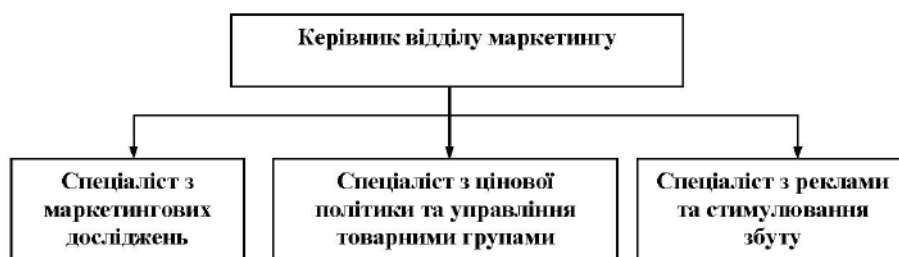 Керівник відділу маркетингу
Спеціаліст з
маркетингових
досліджень
Спеціаліст з цінової
політики та управління
товарними групами
Спеціаліст з реклами
та стимулювання
збуту